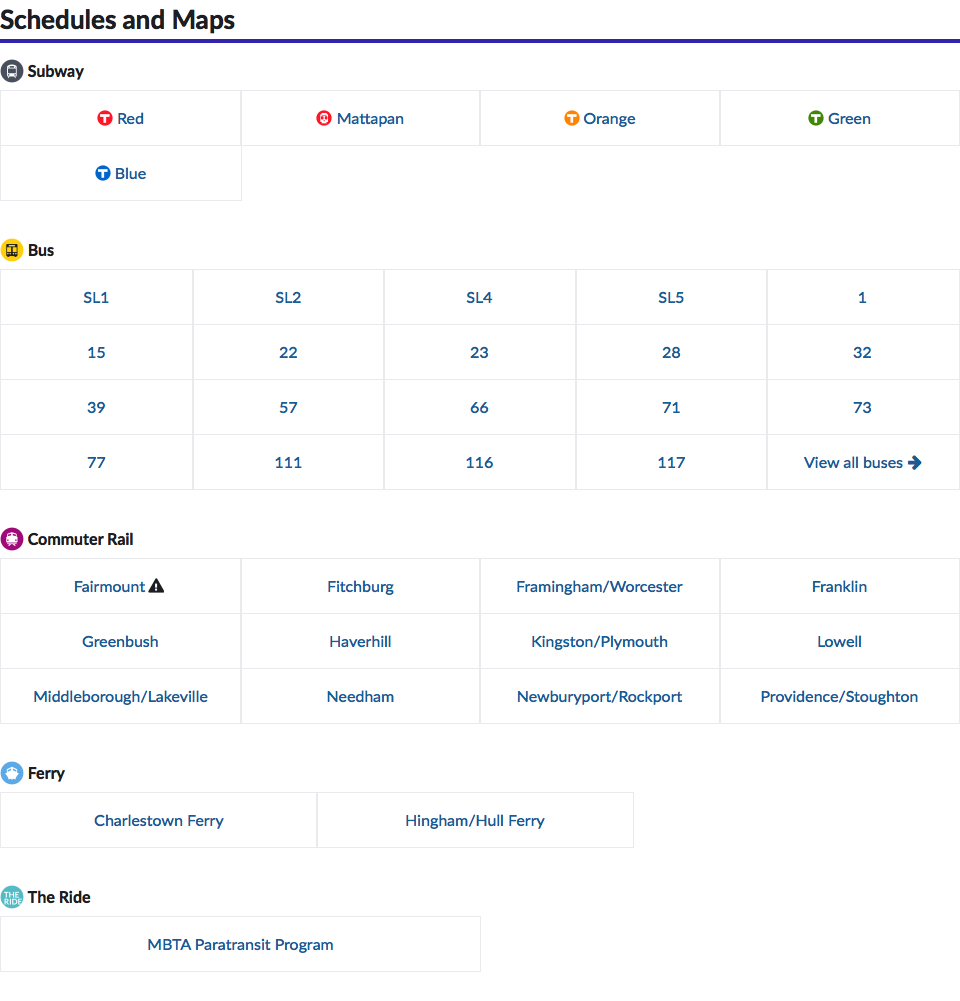 Schedules and Maps
Subway
T Red
Mattapan
T Orange
T Green
T Blue
Bus
SL1
SL2
SL4
SL5
1
15
22
23
28
32
39
57
66
71
73
77
111
116
117
View all buses
Commuter Rail
Fairmount
Fitchburg
Framingham/Worcester
Franklin
Greenbush
Haverhill
Kingston/Plymouth
Lowell
Middleborough/Lakeville
Needham
Newburyport/Rockport
Providence/Stoughton
Ferry
Charlestown Ferry
Hingham/Hull Ferry
THE
RIDE
The Ride
MBTA Paratransit Program